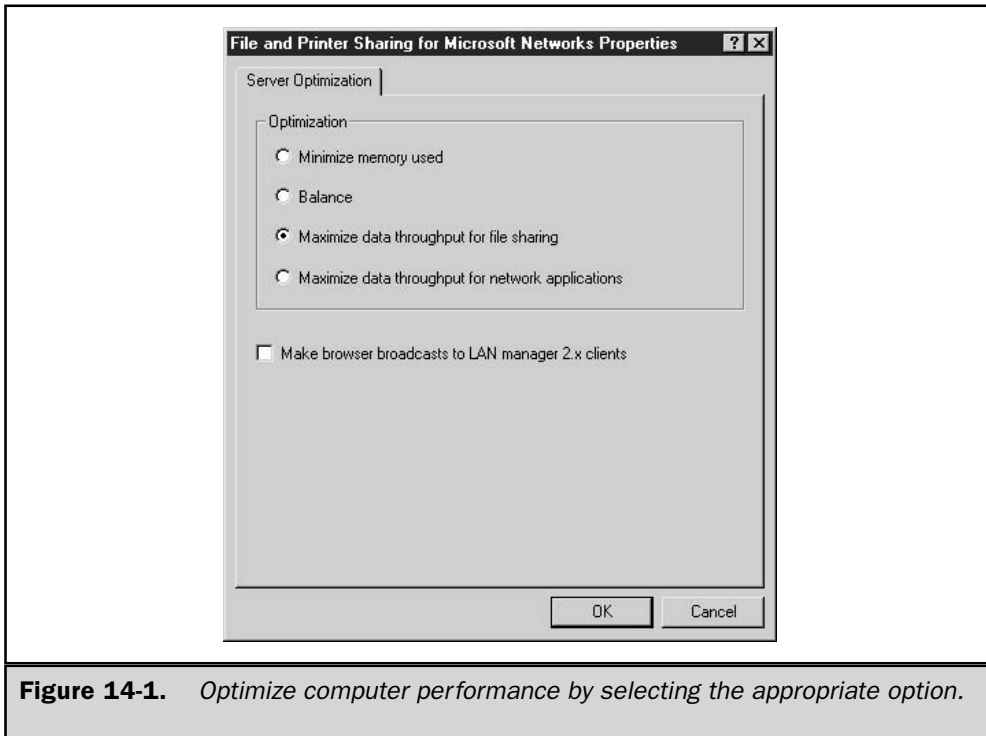 File and Printer Sharing for Microsoft Networks Properties
Server Optimization
Optimization
Minimize memory used
Balance
Maximize data throughput for file sharing
Maximize data throughput for network applications
Make browser broadcasts to LAN manager 2.x clients
OK Cancel
Figure 14-1. Optimize computer performance by selecting the appropriate option.